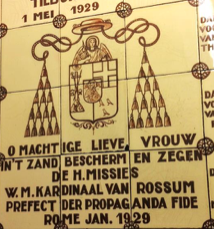 1 MEI 1929
O MACHTIGE LIEVE VROUW
IN'T ZAND BESCHERM EN ZEGEN
DE H. MISSIES
W. M. KARDINAAL VAN ROSSUM
PREFECT DER PROPAGANDA FIDE
ROME JAN. 1929